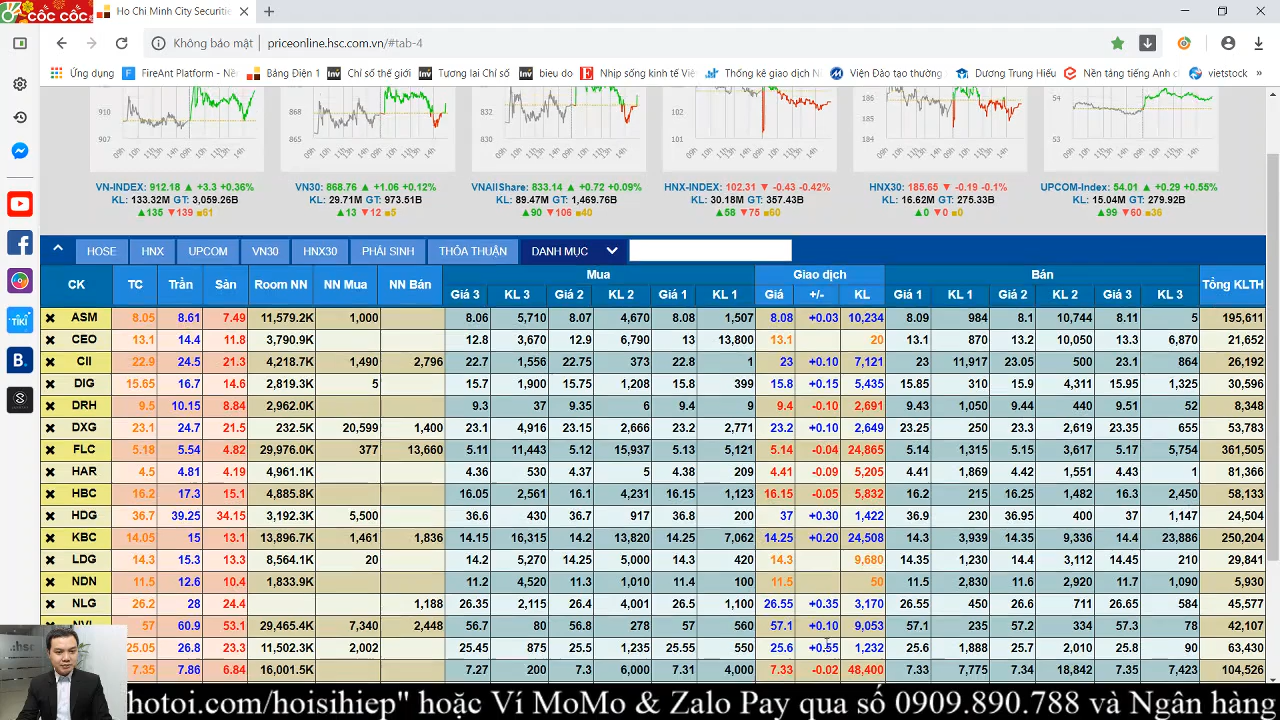 cốc cốc Ho Chi Minh City Securitie
Không bảo mật priceonline.hsc.com.vn/#tab-4
Ứng dụng FireAnt Platform - Nề Bảng Điện 1 Chỉ số thế giới Tương lai Chỉ số bieu do Nhịp sống kinh tế Việ Thống kê giao dịch N Viện Dào tạo thường Dương Trung Hiếu Nền tảng tiếng Anh vietstock
910 865 830 102 186 54
907 101 185 184 53
VN-INDEX: 912.18 ▲ +3.3 +0.36% VN30: 868.76 ▲ +1.06 +0.12% VNAllShare: 833.14 ▲ +0.72 +0.09% HNX-INDEX: 102.31 ▼ -0.43 -0.42% HNX30: 185.65 ▼ -0.19 -0.1% UPCOM-Index: 54.01 ▲ +0.29 +0.55%
KL: 133.32M GT: 3,059.26B KL: 29.71M GT: 973.51B KL: 89.47M GT: 1,469.76B KL: 30.18M GT: 357.43B KL: 16.62M GT: 275.33B KL: 15.04M GT: 279.92B
▲135 ▼139 ■61 ▲13 ▼12 ■5 ▲90 ▼106 ■40 ▲58 ▼75 ■60 ▲0 ▼0 ■0 ▲99 ▼60 ■36
HOSE HNX UPCOM VN30 HNX30 PHÁI SINH THỎA THUẬN DANH MỤC
CK TC Trần Sàn Room NN NN Mua NN Bán Mua Giao dịch Bán Tổng KLTH
Giá 3 KL 3 Giá 2 KL 2 Giá 1 KL 1 Giá +/- KL Giá 1 KL 1 Giá 2 KL 2 Giá 3 KL 3
ASM 8.05 8.61 7.49 11,579.2K 1,000 8.06 5,710 8.07 4,670 8.08 1,507 8.08 +0.03 10,234 8.09 984 8.1 10,744 8.11 5 195,611
CEO 13.1 14.4 11.8 3,790.9K 12.8 3,670 12.9 6,790 13 13,800 13.1 20 13.1 870 13.2 10,050 13.3 6,870 21,652
CII 22.9 24.5 21.3 4,218.7K 1,490 2,796 22.7 1,556 22.75 373 22.8 1 23 +0.10 7,121 23 11,917 23.05 500 23.1 864 26,192
DIG 15.65 16.7 14.6 2,819.3K 5 15.7 1,900 15.75 1,208 15.8 399 15.8 +0.15 5,435 15.85 310 15.9 4,311 15.95 1,325 30,596
DRH 9.5 10.15 8.84 2,962.0K 9.3 37 9.35 6 9.4 9 9.4 -0.10 2,691 9.43 1,050 9.44 440 9.51 52 8,348
DXG 23.1 24.7 21.5 232.5K 20,599 1,400 23.1 4,916 23.15 2,666 23.2 2,771 23.2 +0.10 2,649 23.25 250 23.3 2,619 23.35 655 53,783
FLC 5.18 5.54 4.82 29,976.0K 377 13,660 5.11 11,443 5.12 15,937 5.13 5,121 5.14 -0.04 24,865 5.14 1,315 5.15 8,833 5.17 5,754 361,505
HAR 4.5 4.81 4.19 4,961.1K 4.36 530 4.37 5 4.38 209 4.41 -0.09 5,205 4.41 1,869 4.42 1,551 4.43 1 81,366
HBC 16.2 17.3 15.1 4,885.8K 16.05 2,561 16.1 4,231 16.15 1,123 16.15 -0.05 5,832 16.2 215 16.25 1,482 16.3 2,450 58,133
HDG 36.7 39.25 34.15 3,192.3K 5,500 36.6 430 36.7 917 36.8 200 37 +0.30 1,422 36.9 230 36.95 400 37 1,147 24,504
KBC 14.05 15 13.1 13,896.7K 1,461 1,836 14.15 16,315 14.2 13,820 14.25 7,062 14.25 +0.20 24,508 14.3 3,939 14.35 9,336 14.4 23,886 250,204
LDG 14.3 15.3 13.3 8,564.1K 20 14.2 5,270 14.25 5,000 14.3 420 14.3 9,680 14.35 1,230 14.4 3,112 14.45 210 29,841
NDN 11.5 12.6 10.4 1,833.9K 11.2 4,520 11.3 1,010 11.4 100 11.5 50 11.5 2,830 11.6 2,920 11.7 1,090 5,930
NLG 26.2 28 24.4 1,188 26.35 2,115 26.4 4,001 26.5 1,100 26.55 +0.35 3,170 26.55 450 26.6 711 26.65 584 45,577
NVL 57 60.9 53.1 29,465.4K 7,340 2,448 56.7 80 56.8 278 57 560 57.1 +0.10 9,053 57.1 235 57.2 334 57.3 78 42,107
25.05 26.8 23.3 11,502.3K 2,002 25.45 875 25.5 1,235 25.55 550 25.6 +0.55 1,232 25.6 1,888 25.7 2,010 25.8 90 63,430
7.35 7.86 6.84 16,001.5K 7.27 200 7.3 6,000 7.31 4,000 7.33 -0.02 48,400 7.33 7,775 7.34 18,842 7.35 7,423 104,526
hotoi.com/hoisihiep" hoặc Ví MoMo & Zalo Pay qua số 0909.890.788 và Ngân hàng